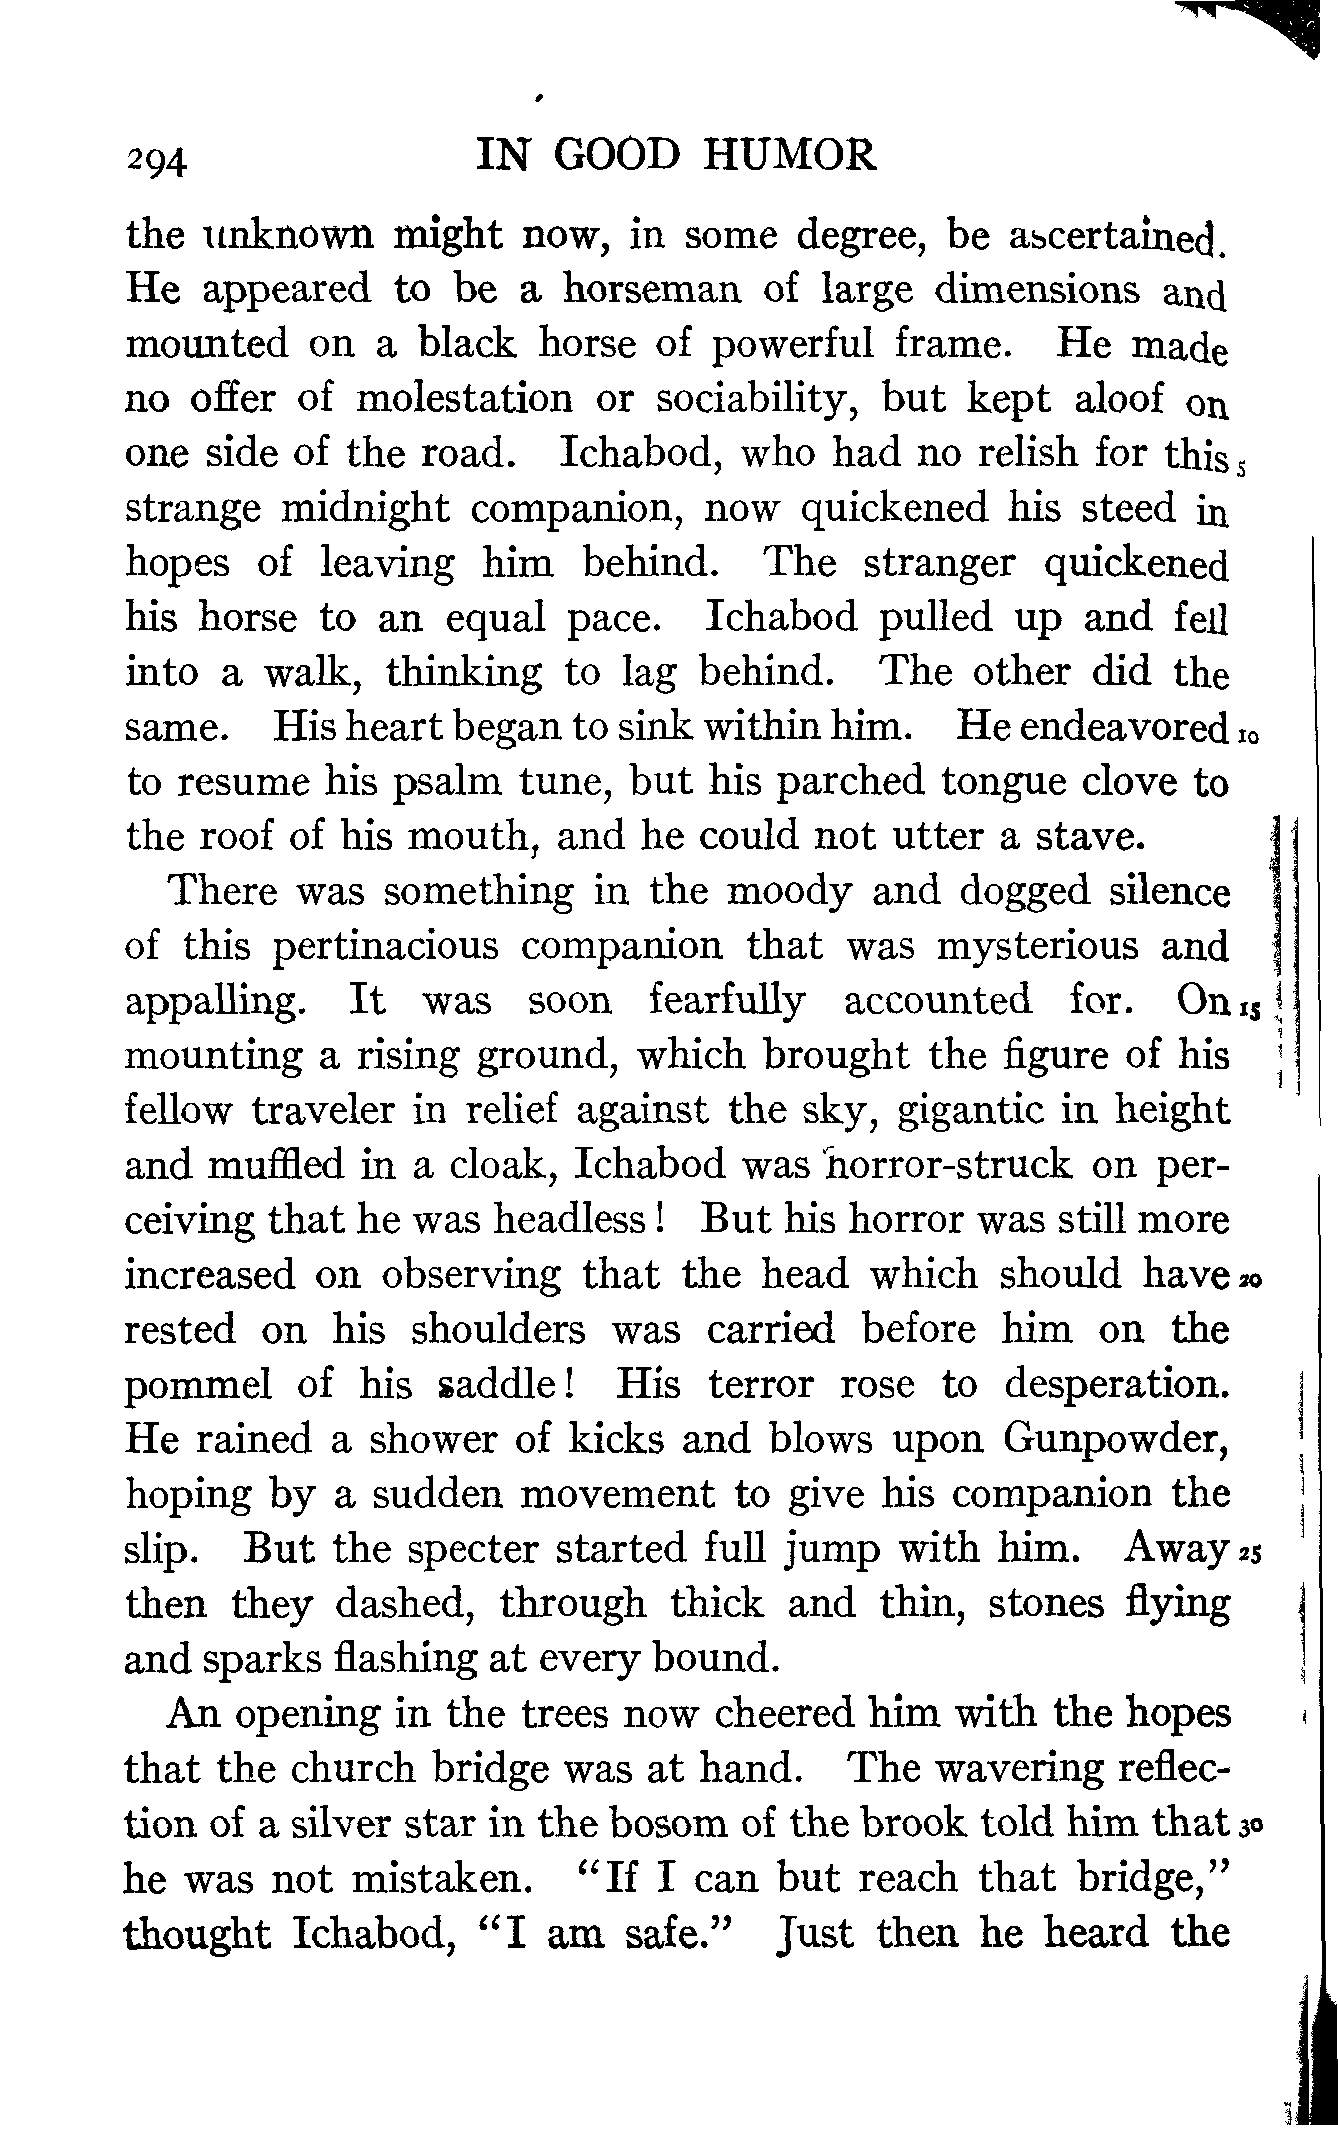 294 IN GOOD HUMOR
the unknown might now, in some degree, be ascertained.
He appeared to be a horseman of large dimensions and
mounted on a black horse of powerful frame. He made
no offer of molestation or sociability, but kept aloof on
one side of the road. Ichabod, who had no relish for this 5
strange midnight companion, now quickened his steed in
hopes of leaving him behind. The stranger quickened
his horse to an equal pace. Ichabod pulled up and fell
into a walk, thinking to lag behind. The other did the
same. His heart began to sink within him. He endeavored 10
to resume his psalm tune, but his parched tongue clove to
the roof of his mouth, and he could not utter a stave.
There was something in the moody and dogged silence
of this pertinacious companion that was mysterious and
appalling. It was soon fearfully accounted for. On 15
mounting a rising ground, which brought the figure of his
fellow traveler in relief against the sky, gigantic in height
and muffled in a cloak, Ichabod was horror-struck on per-
ceiving that he was headless! But his horror was still more
increased on observing that the head which should have 20
rested on his shoulders was carried before him on the
pommel of his saddle! His terror rose to desperation.
He rained a shower of kicks and blows upon Gunpowder,
hoping by a sudden movement to give his companion the
slip. But the specter started full jump with him. Away 25
then they dashed, through thick and thin, stones flying
and sparks flashing at every bound.
An opening in the trees now cheered him with the hopes
that the church bridge was at hand. The wavering reflec-
tion of a silver star in the bosom of the brook told him that 30
he was not mistaken. "If I can but reach that bridge,"
thought Ichabod, "I am safe." Just then he heard the